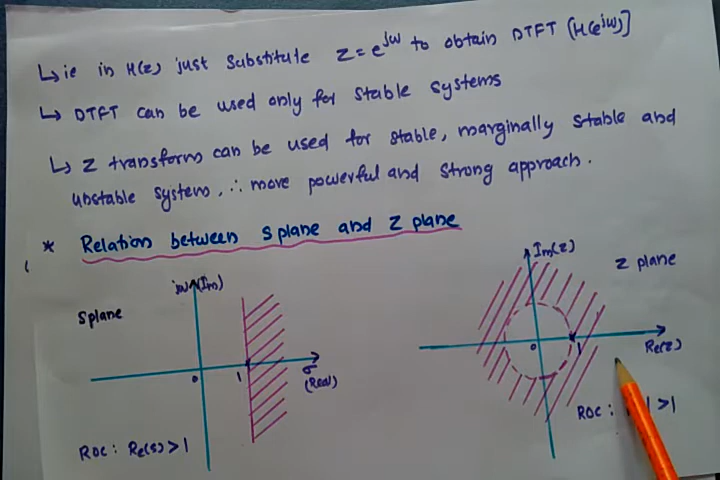 ↳ ie in H(z) just substitute z = e^jω to obtain DTFT [H(e^jω)]
↳ DTFT can be used only for stable systems
↳ Z transform can be used for stable, marginally stable and
unstable system, ∴ more powerful and strong approach.
* Relation between s plane and z plane
S plane
jω(Im)
0
1
σ
(Real)
ROC : Re(s) > 1
Im(z)
Z plane
0
1
Re(z)
ROC : | > 1